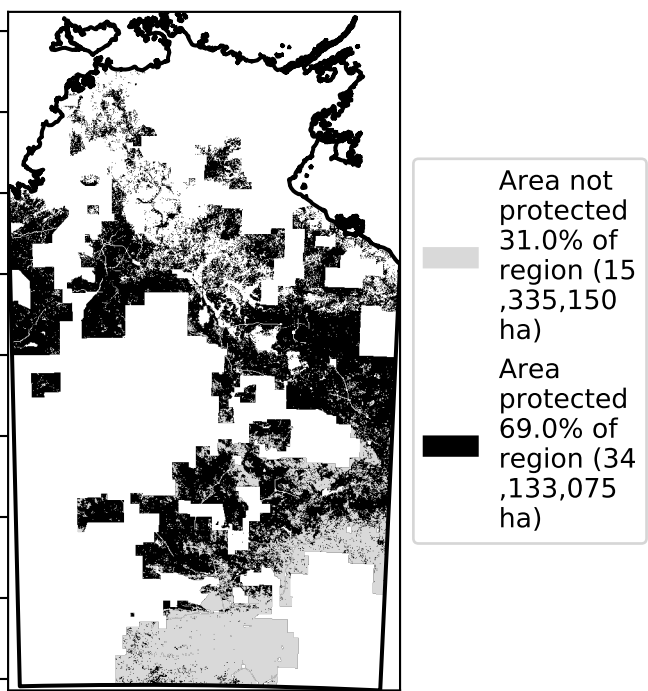 Area not
protected
31.0% of
region (15
,335,150
ha)
Area
protected
69.0% of
region (34
,133,075
ha)